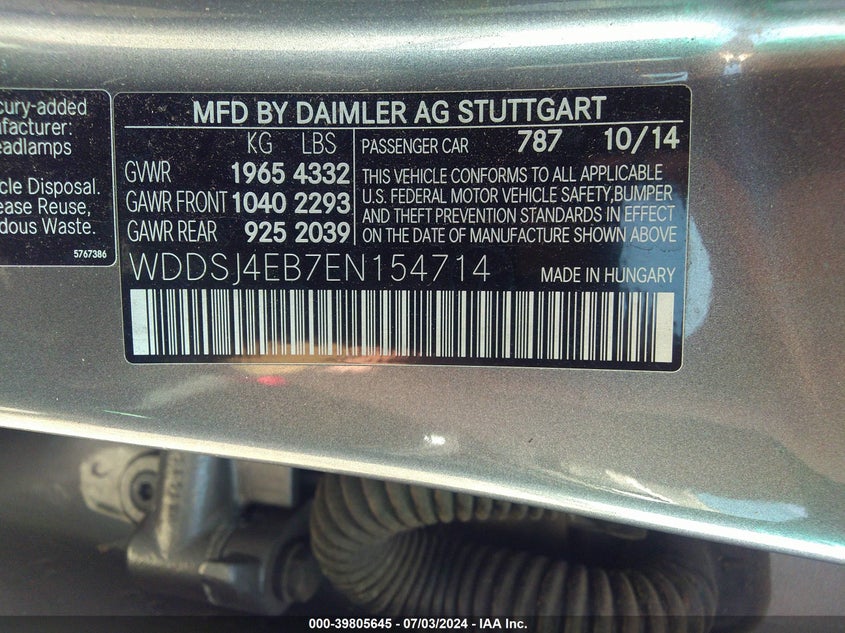 cury-added
nufacturer:
eadlamps
cle Disposal.
ease Reuse,
dous Waste.
5767386
MFD BY DAIMLER AG STUTTGART
KG LBS
GVWR 1965 4332
GAWR FRONT 1040 2293
GAWR REAR 925 2039
PASSENGER CAR 787 10/14
THIS VEHICLE CONFORMS TO ALL APPLICABLE
U.S. FEDERAL MOTOR VEHICLE SAFETY,BUMPER
AND THEFT PREVENTION STANDARDS IN EFFECT
ON THE DATE OF MANUFACTURE SHOWN ABOVE
WDDSJ4EB7EN154714
MADE IN HUNGARY
000-39805645 / 07/03/2024 / IAA Inc.